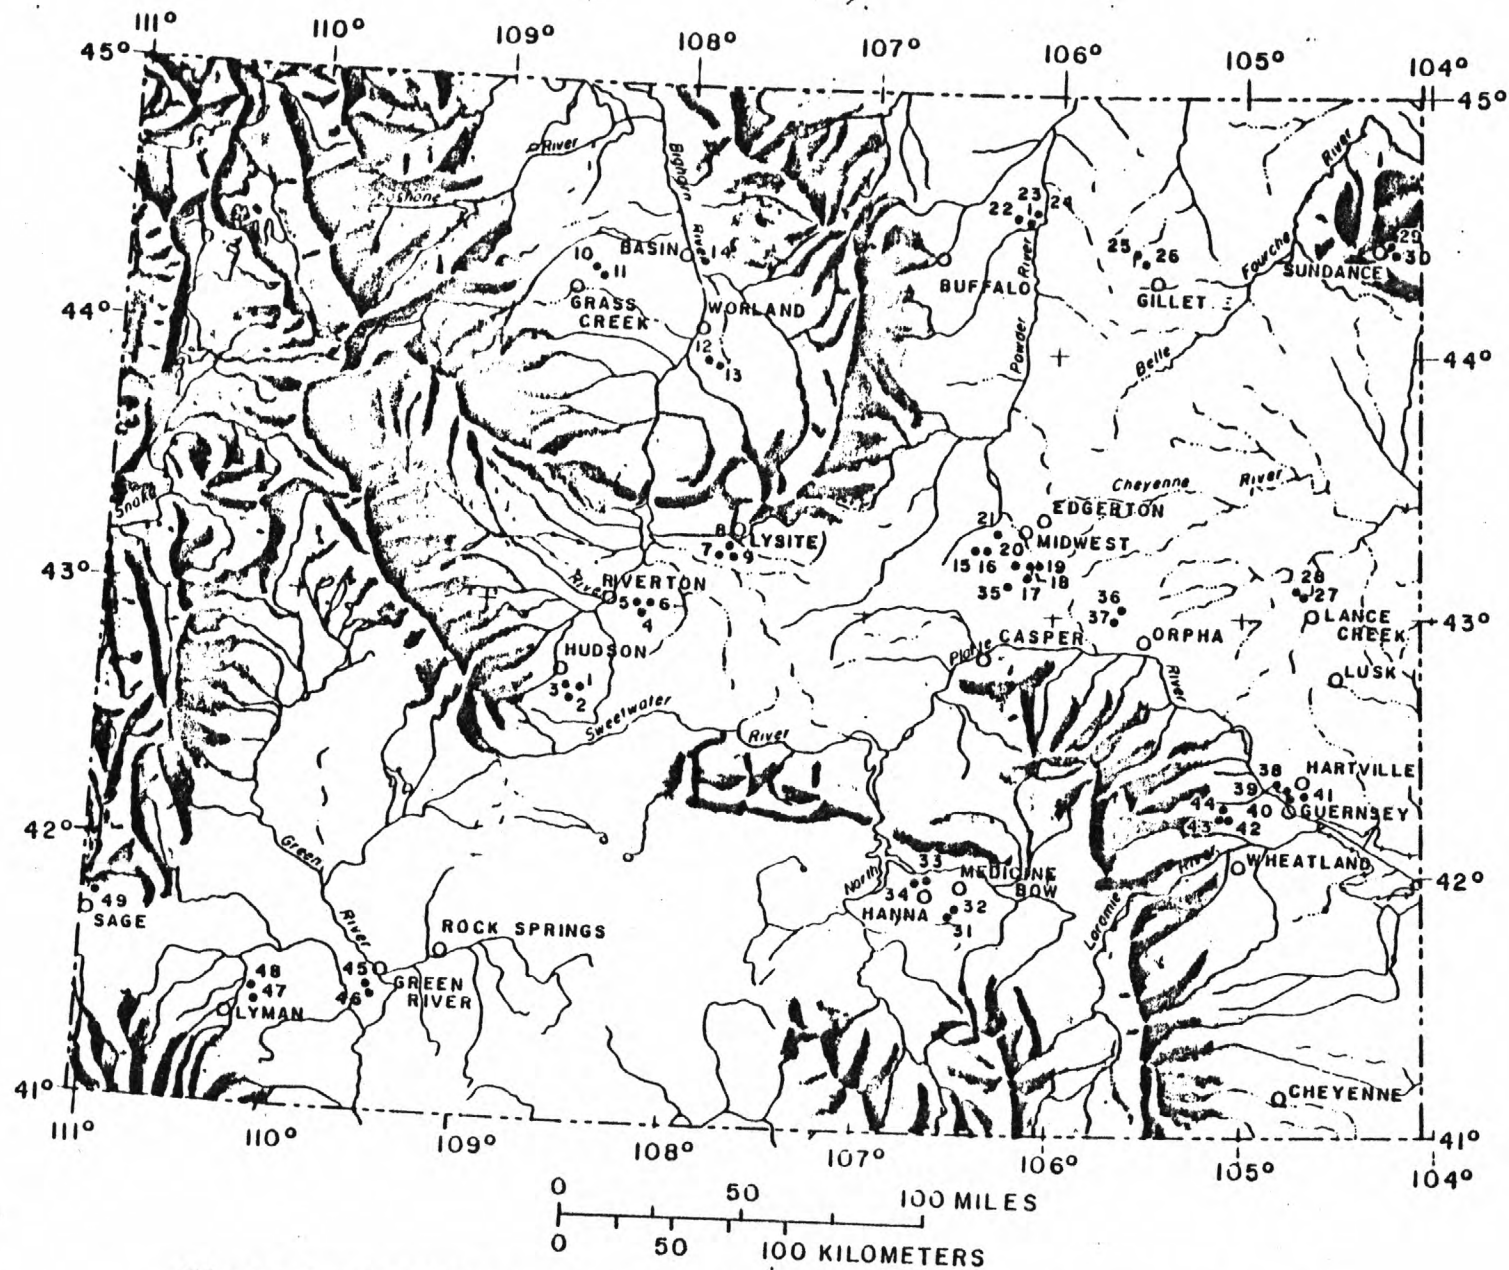 111° 110° 109° 108° 107° 106° 105° 104°
45° 45°
River
Bighorn
River
River
Shoshone
23
22 24
10 BASIN 14
11
25 26
29
30
Fourche
SUNDANCE
BUFFALO
River
GILLET
GRASS
CREEK
WORLAND
44°
12
13
Powder
Belle
44°
Snake
Cheyenne River
21 EDGERTON
8 LYSITE
MIDWEST
7 9
15 16 20 19
18
35 17
43°
River
RIVERTON
5 6
4
28
27
36
37
LANCE
CREEK
43°
CASPER ORPHA
Platte
River
HUDSON
3 1
2
LUSK
Sweetwater
River
38 HARTVILLE
39 41
44 40 GUERNSEY
43 42
42°
Green
River
WHEATLAND
33
MEDICINE
BOW
North
34
HANNA 32
31
42°
49
SAGE
River
ROCK SPRINGS
Laramie
48
47
LYMAN
45
46
GREEN
RIVER
41°
CHEYENNE
41°
111° 110° 109° 108° 107° 106° 105° 104°
0 50 100 MILES
0 50 100 KILOMETERS